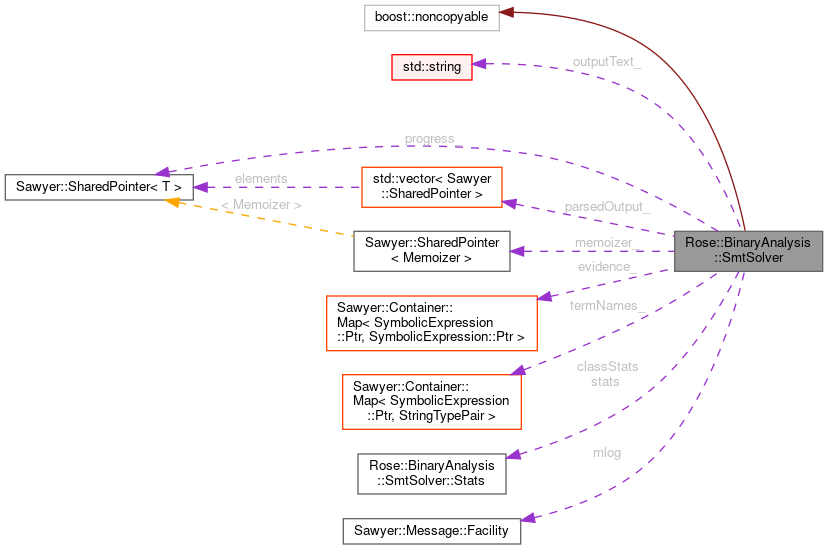 boost::noncopyable
std::string
outputText_
progress_
Sawyer::SharedPointer< T >
elements
std::vector< Sawyer
::SharedPointer >
parsedOutput_
< Memoizer >
Sawyer::SharedPointer
< Memoizer >
memoizer_
Rose::BinaryAnalysis
::SmtSolver
evidence_
Sawyer::Container::
Map< SymbolicExpression
::Ptr, SymbolicExpression::Ptr >
termNames_
Sawyer::Container::
Map< SymbolicExpression
::Ptr, StringTypePair >
classStats
stats
Rose::BinaryAnalysis
::SmtSolver::Stats
mlog
Sawyer::Message::Facility